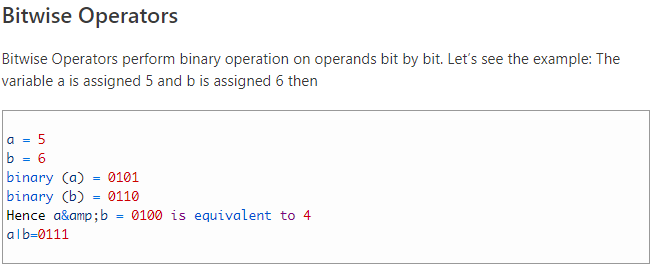 Bitwise Operators
Bitwise Operators perform binary operation on operands bit by bit. Let’s see the example: The
variable a is assigned 5 and b is assigned 6 then
a = 5
b = 6
binary (a) = 0101
binary (b) = 0110
Hence a&amp;b = 0100 is equivalent to 4
a|b=0111